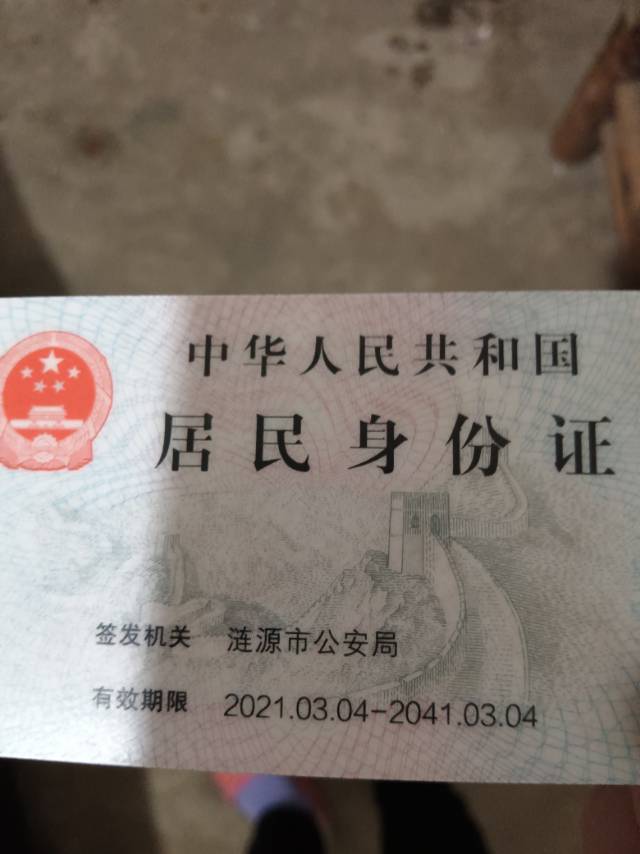 中华人民共和国
居民身份证
签发机关 涟源市公安局
有效期限 2021.03.04-2041.03.04